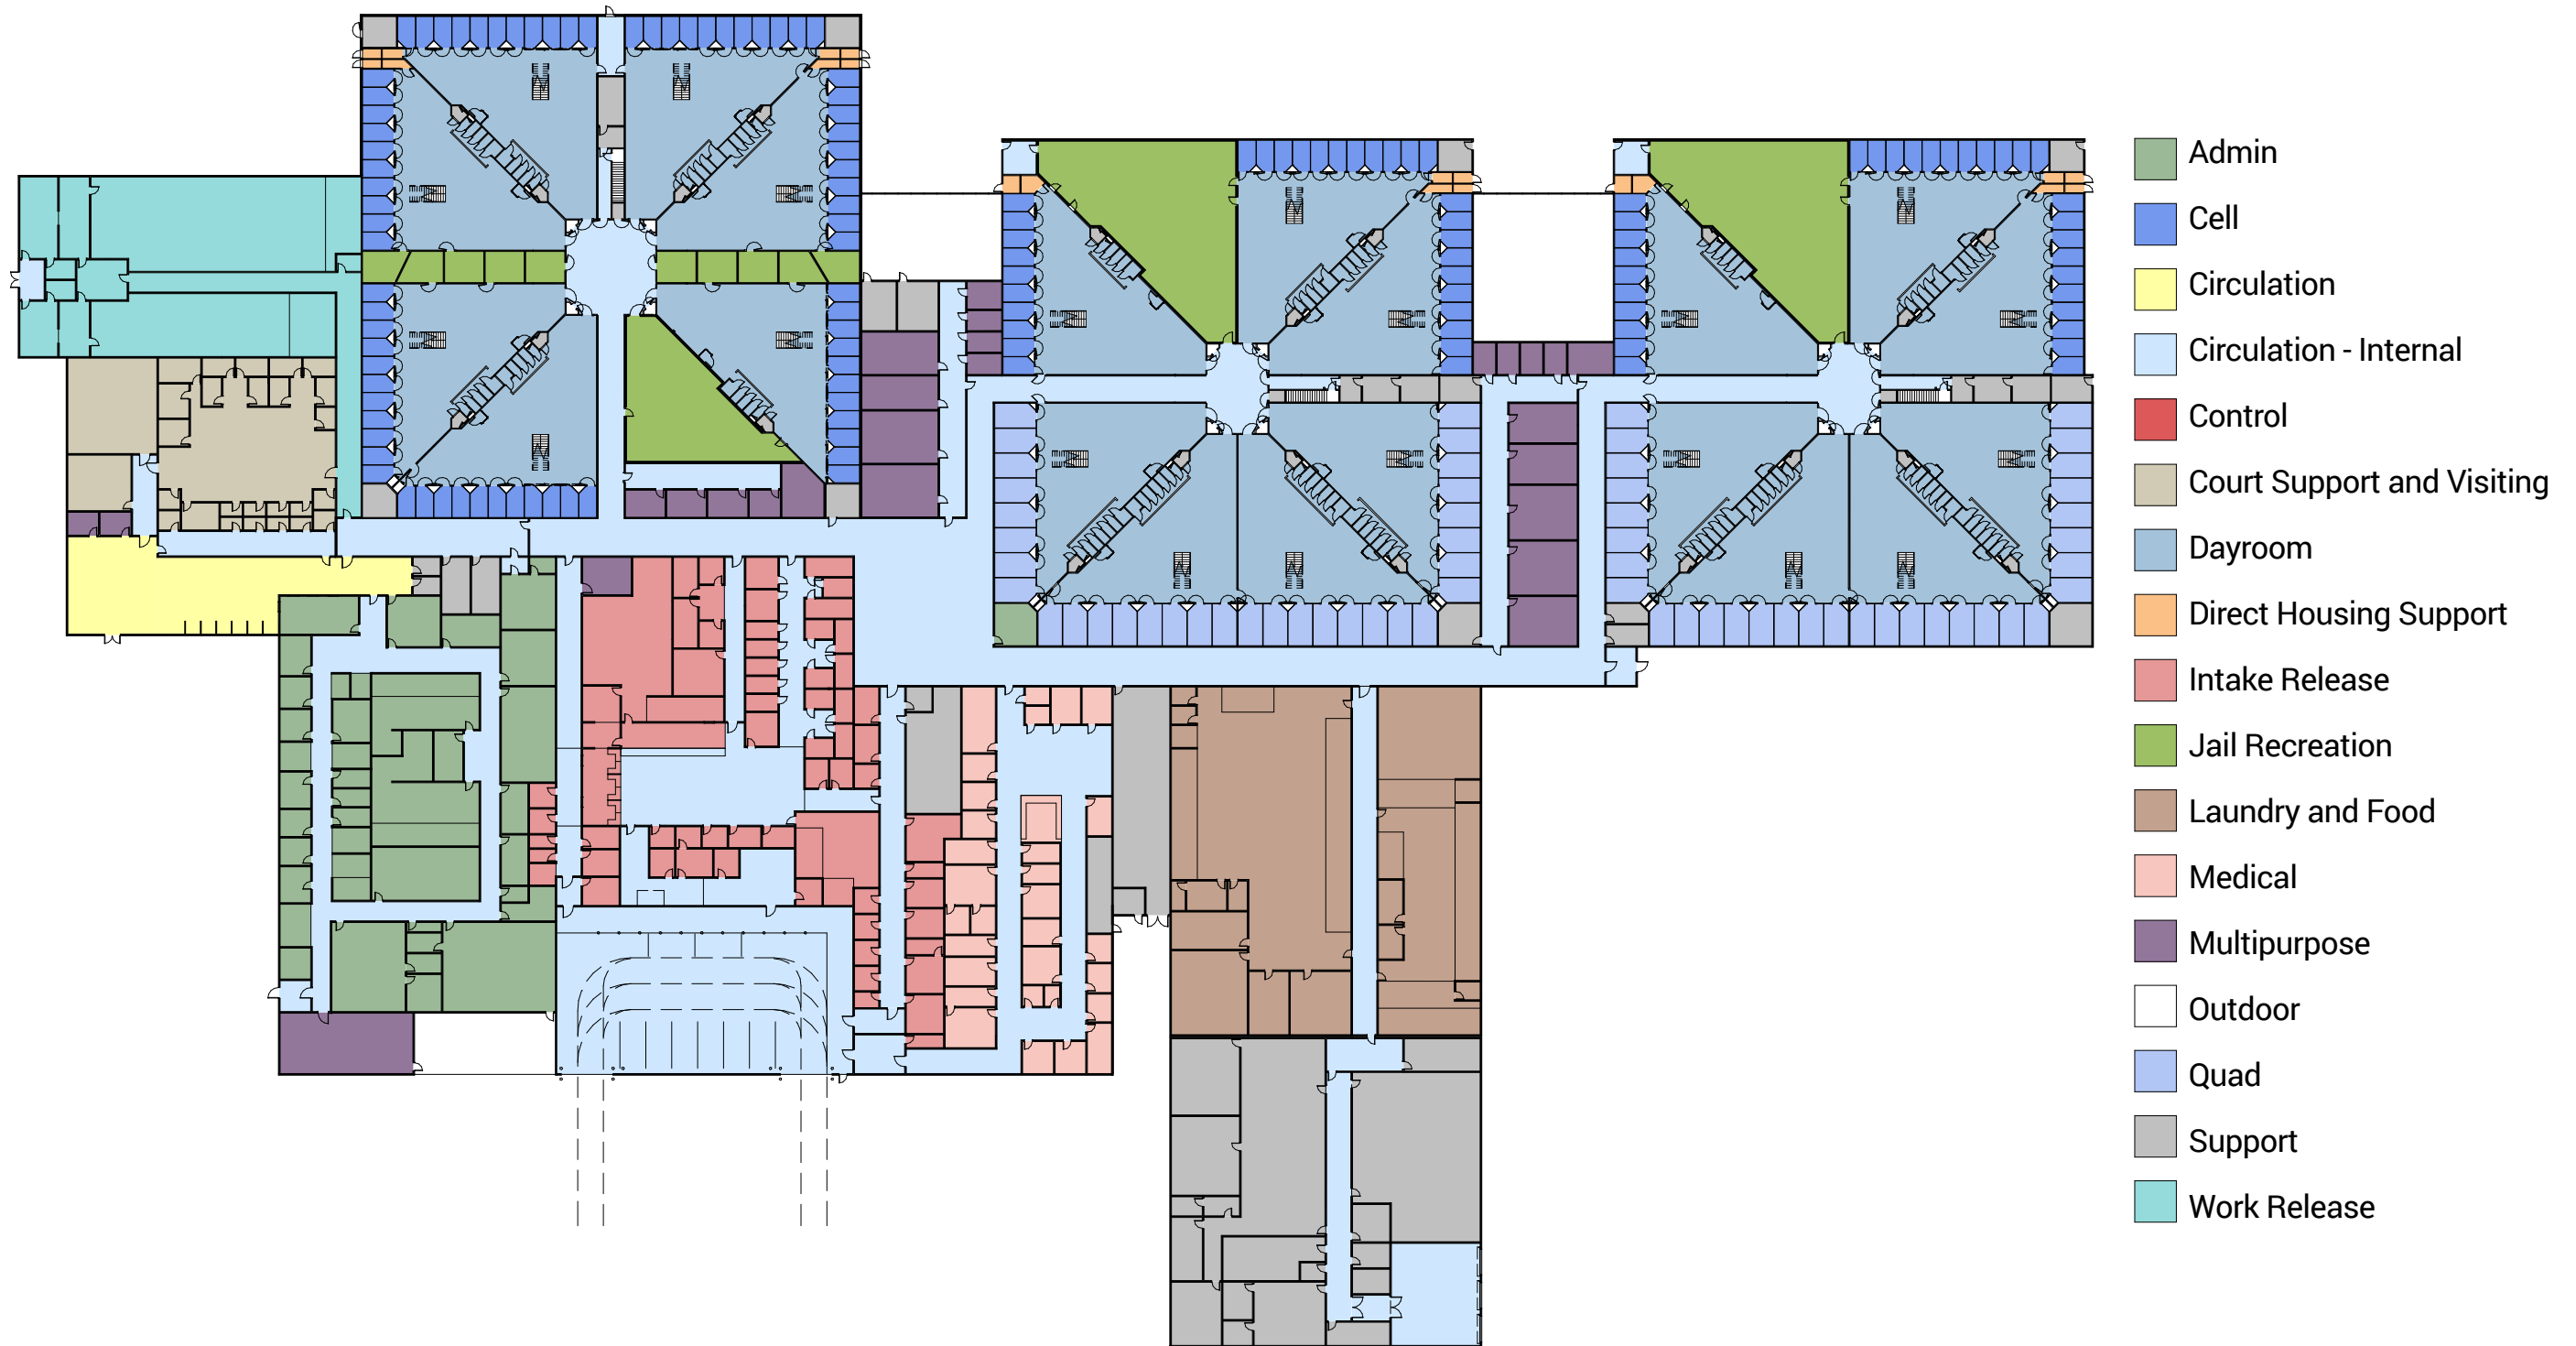 Admin
Cell
Circulation
Circulation - Internal
Control
Court Support and Visiting
Dayroom
Direct Housing Support
Intake Release
Jail Recreation
Laundry and Food
Medical
Multipurpose
Outdoor
Quad
Support
Work Release